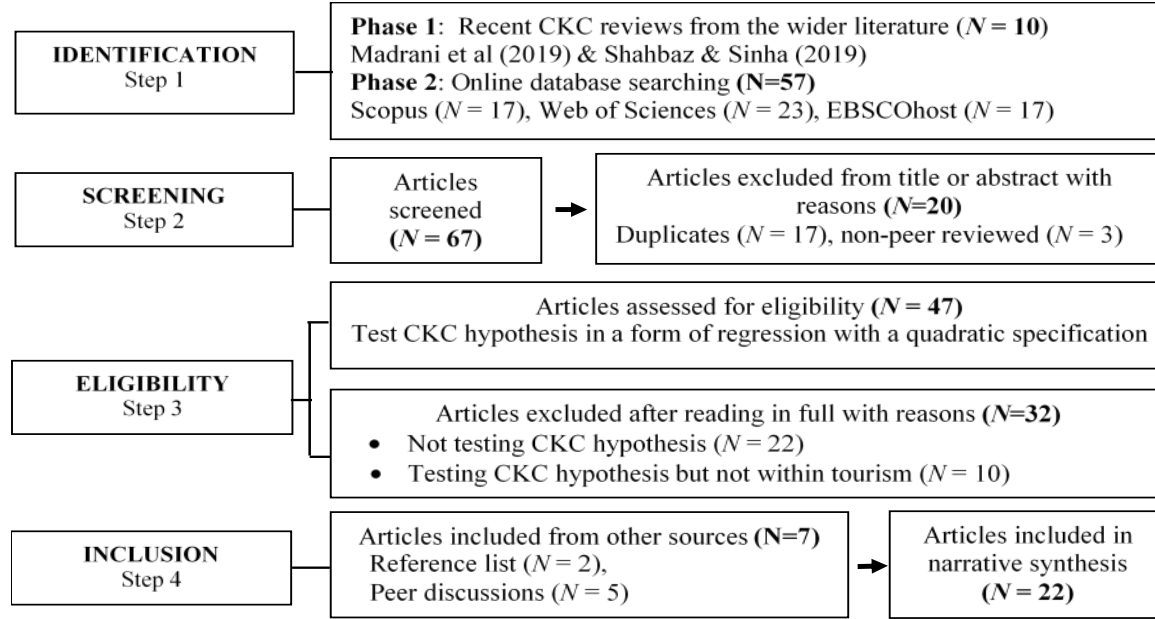 IDENTIFICATION
Step 1
Phase 1: Recent CKC reviews from the wider literature (N = 10)
Madrani et al (2019) & Shahbaz & Sinha (2019)
Phase 2: Online database searching (N=57)
Scopus (N = 17), Web of Sciences (N = 23), EBSCOhost (N = 17)
SCREENING
Step 2
Articles
screened
(N = 67)
Articles excluded from title or abstract with
reasons (N=20)
Duplicates (N = 17), non-peer reviewed (N = 3)
ELIGIBILITY
Step 3
Articles assessed for eligibility (N = 47)
Test CKC hypothesis in a form of regression with a quadratic specification
Articles excluded after reading in full with reasons (N=32)
• Not testing CKC hypothesis (N = 22)
• Testing CKC hypothesis but not within tourism (N = 10)
INCLUSION
Step 4
Articles included from other sources (N=7)
Reference list (N = 2),
Peer discussions (N = 5)
Articles included in
narrative synthesis
(N = 22)